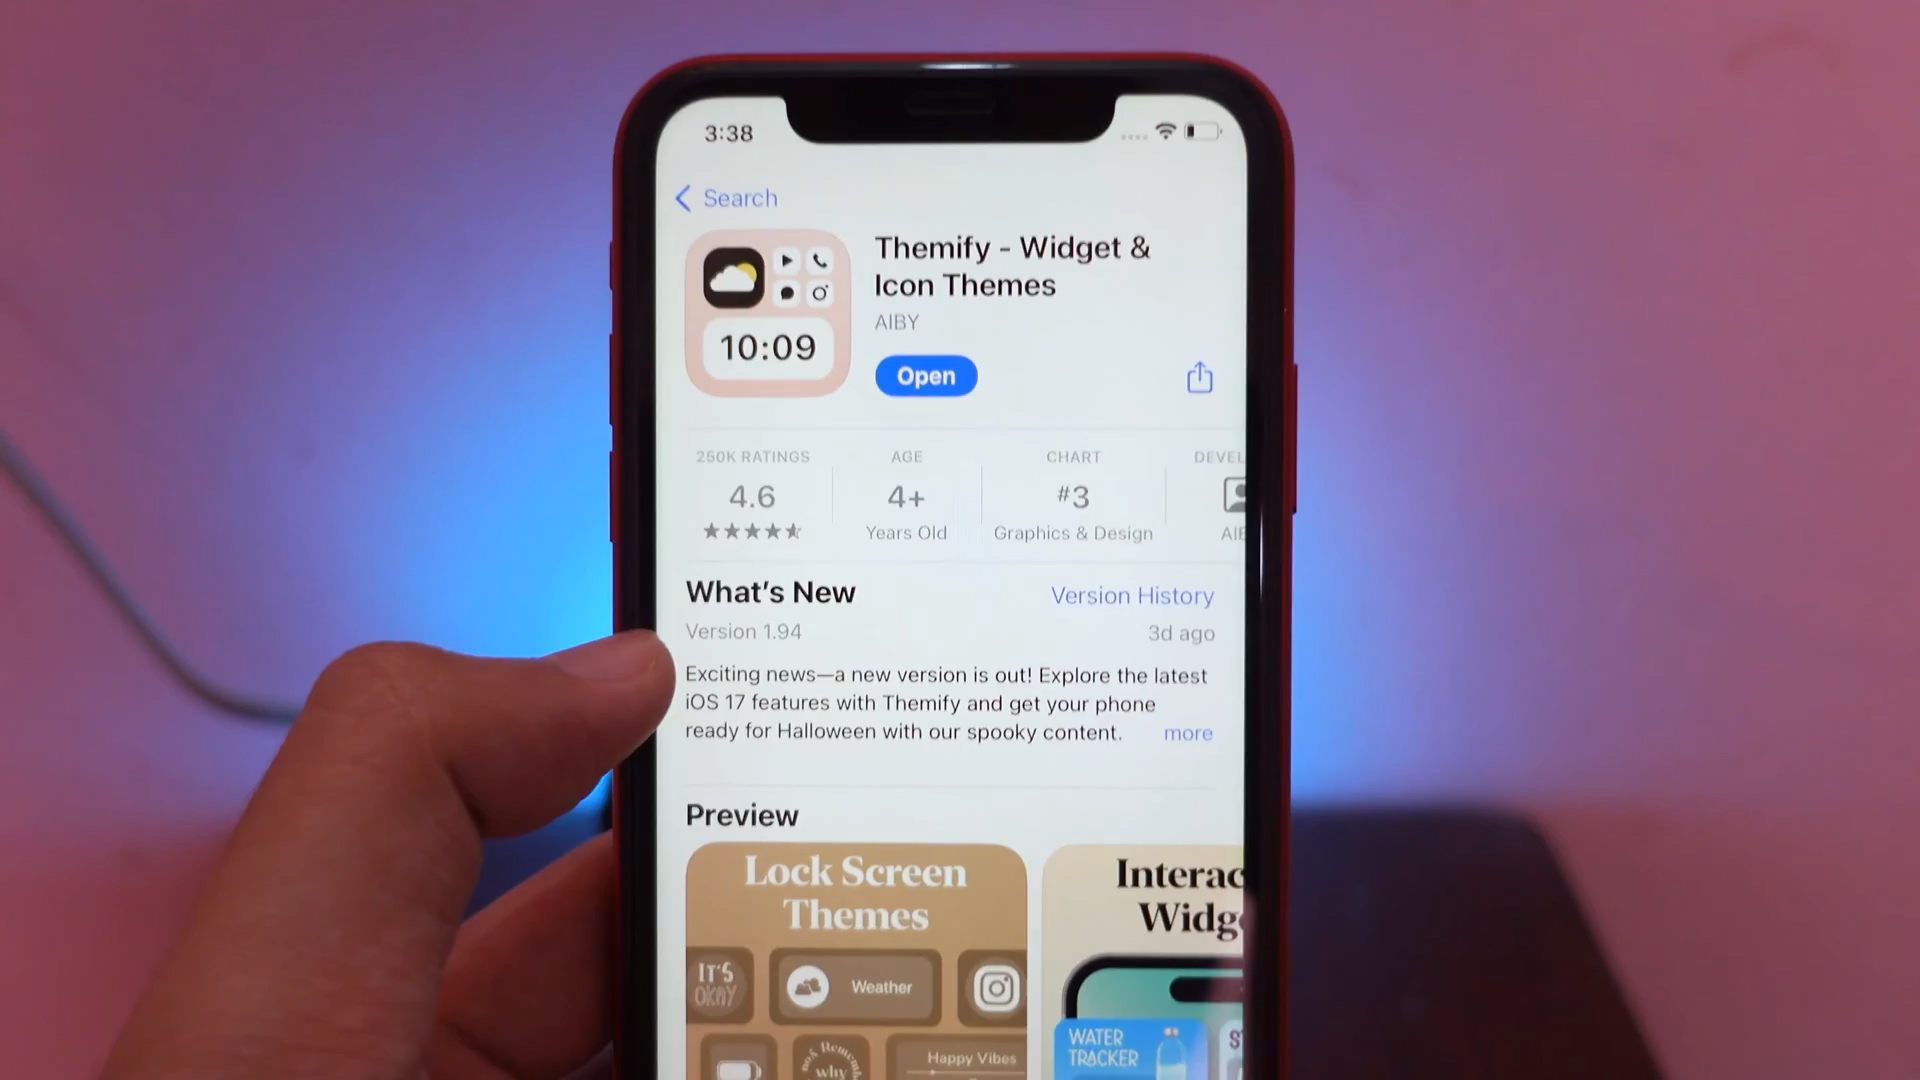 3:38
Search
10:09
Themify - Widget &
Icon Themes
AIBY
Open
250K RATINGS
4.6
AGE
4+
Years Old
CHART
#3
Graphics & Design
DEVEL
AIB
What's New
Version History
Version 1.94
3d ago
Exciting news—a new version is out! Explore the latest
iOS 17 features with Themify and get your phone
ready for Halloween with our spooky content.
more
Preview
Lock Screen
Themes
IT'S
OKAY
Weather
Remem
why
Happy Vibes
Interac
Widg
WATER
TRACKER